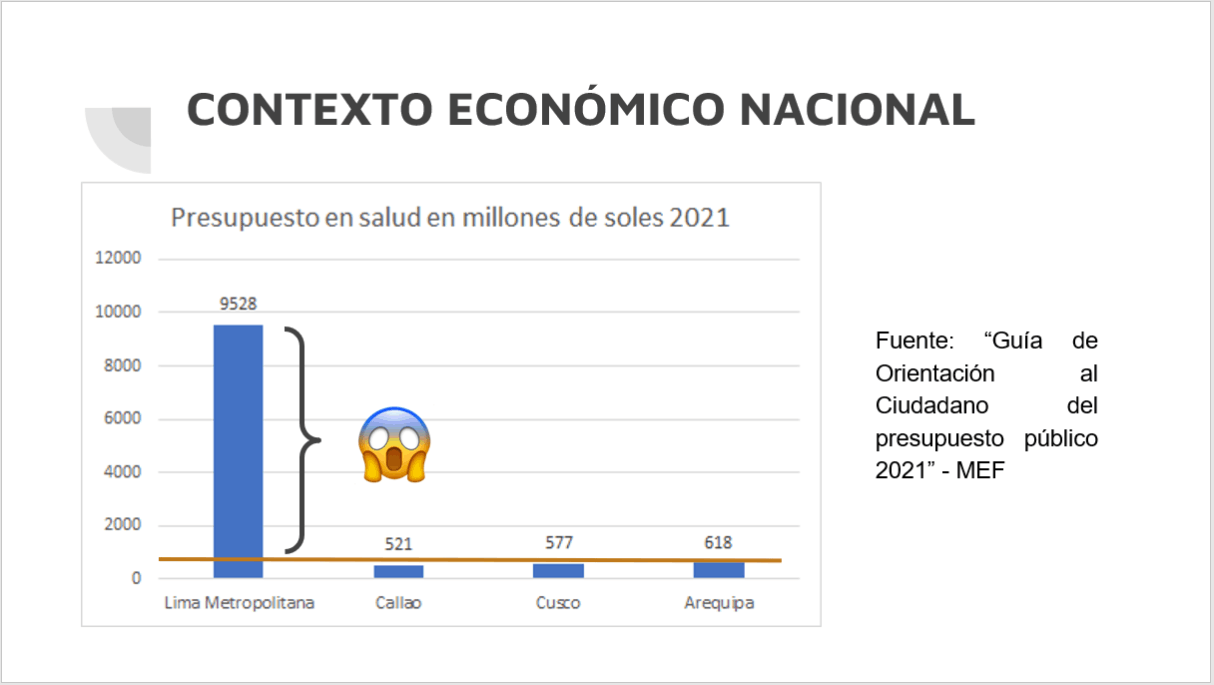 CONTEXTO ECONÓMICO NACIONAL
Presupuesto en salud en millones de soles 2021
12000
10000
8000
6000
4000
2000
0
9528
521
577
618
Lima Metropolitana
Callao
Cusco
Arequipa
Fuente: “Guía de
Orientación al
Ciudadano del
presupuesto público
2021” - MEF